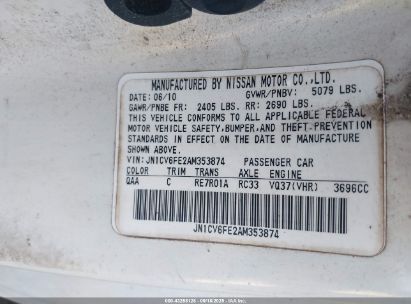 MANUFACTURED BY NISSAN MOTOR CO.,LTD.
DATE: 06/10 GVWR/PNBV: 5079 LBS.
GAWR/PNBE FR: 2405 LBS. RR: 2690 LBS.
THIS VEHICLE CONFORMS TO ALL APPLICABLE FEDERAL
MOTOR VEHICLE SAFETY, BUMPER, AND THEFT PREVENTION
STANDARDS IN EFFECT ON THE DATE OF MANUFACTURE
SHOWN ABOVE.
VIN: JN1CV6FE2AM353874 PASSENGER CAR
COLOR TRIM TRANS AXLE ENGINE
QAA C RE7R01A RC33 VQ37(VHR) 3696CC
JN1CV6FE2AM353874